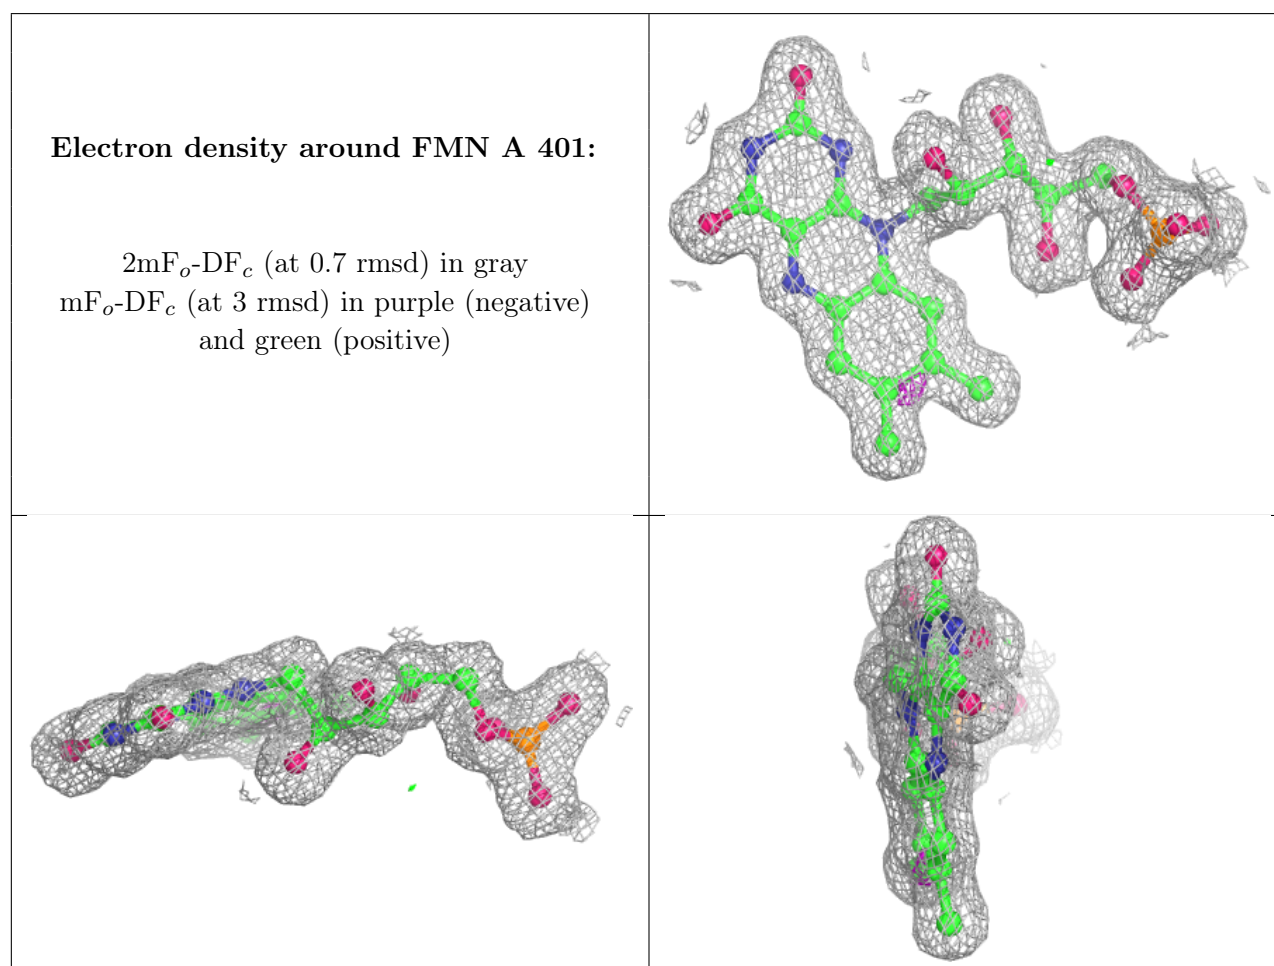 Electron density around FMN A 401:
2mFo-DFc (at 0.7 rmsd) in gray
mFo-DFc (at 3 rmsd) in purple (negative)
and green (positive)